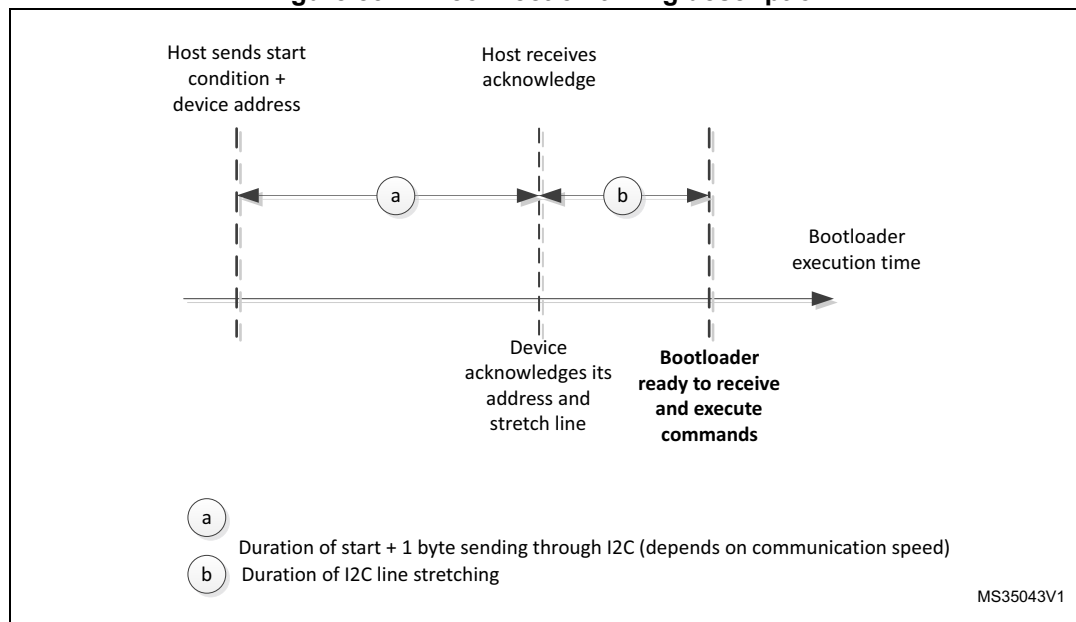 Host sends start
condition +
device address
Host receives
acknowledge
a
b
Bootloader
execution time
Device
acknowledges its
address and
stretch line
Bootloader
ready to receive
and execute
commands
a
Duration of start + 1 byte sending through I2C (depends on communication speed)
b Duration of I2C line stretching
MS35043V1